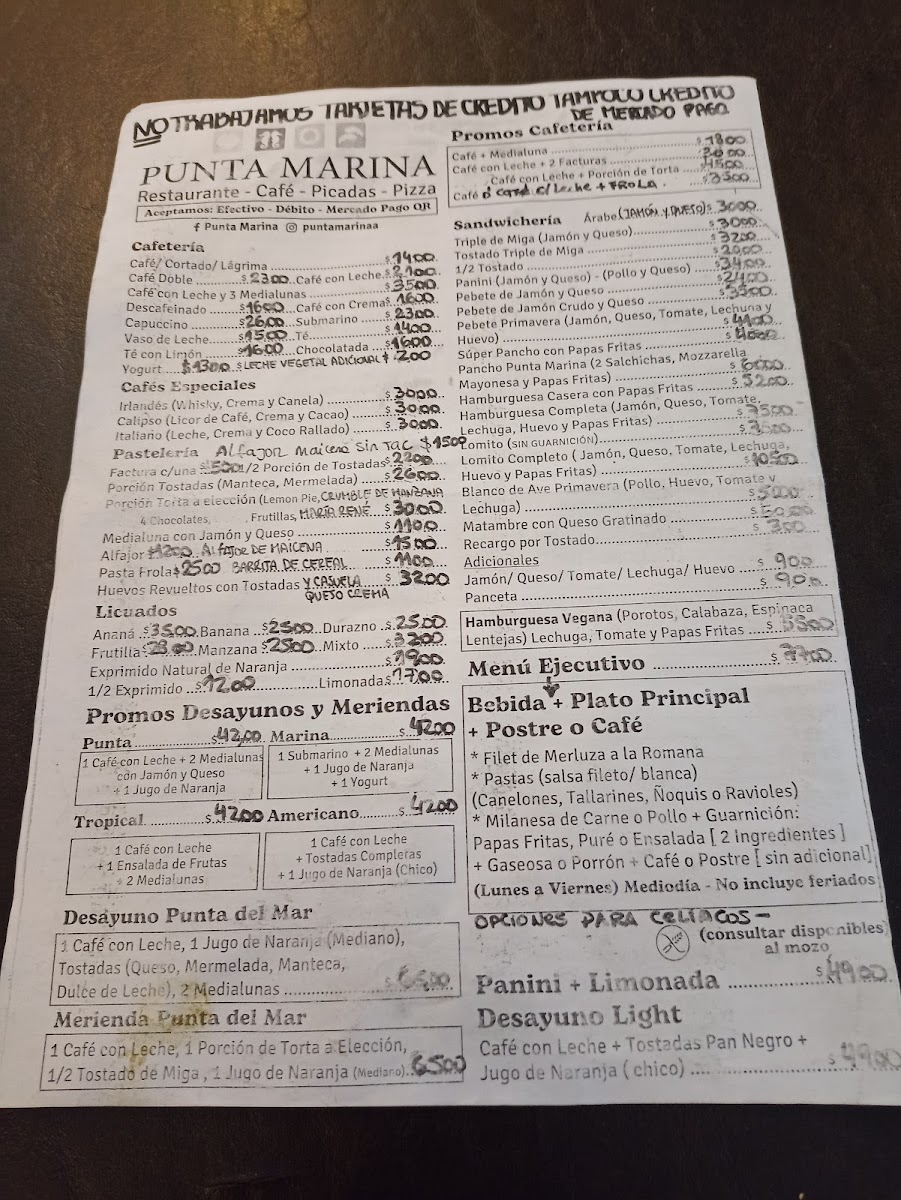 NO TRABAJAMOS TARJETAS DE CREDITO TAMPOCO CREDITO
DE MERCADO PAGO
PUNTA MARINA
Restaurante - Café - Picadas - Pizza
Aceptamos: Efectivo - Débito - Mercado Pago QR
Punta Marina puntamarinaa
Cafetería
Café/ Cortado/ Lágrima ... $1400
Café Doble ... $2300 Café con Leche $2100
Café con Leche y 3 Medialunas ... $3500
Descafeinado ... $1600 Café con Crema $1600
Capuccino ... $2600 Submarino ... $2300
Vaso de Leche ... $1500 Té ... $1400
Té con Limón ... $1600 Chocolatada ... $1600
Yogurt ... $1300 $ LECHE VEGETAL ADICIONAL $ 200
Cafés Especiales
Irlandés (Whisky, Crema y Canela) ... $3000
Calipso (Licor de Café, Crema y Cacao) ... $3000
Italiano (Leche, Crema y Coco Rallado) ... $3000
Pastelería Alfajor Maicena Sin TAC $1500
Factura c/una ... $500 1/2 Porción de Tostadas $2200
Porción Tostadas (Manteca, Mermelada) ... $2600
Porción Torta a elección (Lemon Pie, CRUMBLE DE MANZANA
4 Chocolates, Frutillas, MARÍA RENÉ $3000
Medialuna con Jamón y Queso ... $1100
Alfajor $1200 ALFAJOR DE MAICENA ... $1500
Pasta Frola $2500 BARRITA DE CEREAL ... $1100
Huevos Revueltos con Tostadas Y CASUELA QUESO CREMA $3200
Licuados
Ananá $3500 Banana $2500 Durazno $2500
Frutilla $2800 Manzana $2500 Mixto ... $3200
Exprimido Natural de Naranja ... $1900
1/2 Exprimido ... $1200 Limonada $1700
Promos Desayunos y Meriendas
Punta ... $4200 Marina ... $4200
1 Café con Leche + 2 Medialunas
con Jamón y Queso
+ 1 Jugo de Naranja
1 Submarino + 2 Medialunas
+ 1 Jugo de Naranja
+ 1 Yogurt
Tropical ... $4200 Americano ... $4200
1 Café con Leche
+ 1 Ensalada de Frutas
+ 2 Medialunas
1 Café con Leche
+ Tostadas Completas
+ 1 Jugo de Naranja (Chico)
Desayuno Punta del Mar
1 Café con Leche, 1 Jugo de Naranja (Mediano),
Tostadas (Queso, Mermelada, Manteca,
Dulce de Leche), 2 Medialunas ... $
Merienda Punta del Mar
1 Café con Leche, 1 Porción de Torta a Elección,
1/2 Tostado de Miga , 1 Jugo de Naranja (Mediano) $6500
Promos Cafetería
Café + Medialuna ... $1800
Café con Leche + 2 Facturas ... $
Café con Leche + Porción de Torta ... $4500
Café ó CAFÉ c/Leche + FROLA $3500
Sandwichería Árabe (JAMÓN Y QUESO) $3000
Triple de Miga (Jamón y Queso) ... $3000
Tostado Triple de Miga ... $3200
1/2 Tostado ... $2000
Panini (Jamón y Queso) - (Pollo y Queso) ... $3400
Pebete de Jamón y Queso ... $2400
Pebete de Jamón Crudo y Queso ... $3300
Pebete Primavera (Jamón, Queso, Tomate, Lechuga y
Huevo) ... $4100
Súper Pancho con Papas Fritas ... $4000
Pancho Punta Marina (2 Salchichas, Mozzarella
Mayonesa y Papas Fritas) ... $6000
Hamburguesa Casera con Papas Fritas ... $5200
Hamburguesa Completa (Jamón, Queso, Tomate,
Lechuga, Huevo y Papas Fritas) ... $7500
Lomito (SIN GUARNICIÓN) ... $
Lomito Completo ( Jamón, Queso, Tomate, Lechuga,
Huevo y Papas Fritas) ... $10500
Blanco de Ave Primavera (Pollo, Huevo, Tomate y
Lechuga) ... $
Matambre con Queso Gratinado ... $
Recargo por Tostado ... $300
Adicionales
Jamón/ Queso/ Tomate/ Lechuga/ Huevo ... $ 900
Panceta ... $ 900
Hamburguesa Vegana (Porotos, Calabaza, Espinaca
Lentejas) Lechuga, Tomate y Papas Fritas ... $5500
Menú Ejecutivo ... $7700
Bebida + Plato Principal
+ Postre o Café
* Filet de Merluza a la Romana
* Pastas (salsa fileto/ blanca)
(Canelones, Tallarines, Ñoquis o Ravioles)
* Milanesa de Carne o Pollo + Guarnición:
Papas Fritas, Puré o Ensalada [ 2 ingredientes ]
+ Gaseosa o Porrón + Café o Postre [ sin adicional]
(Lunes a Viernes) Mediodía - No incluye feriados
OPCIONES PARA CELIACOS -
(consultar disponibles
al mozo
Panini + Limonada ... $4900
Desayuno Light
Café con Leche + Tostadas Pan Negro +
Jugo de Naranja ( chico) .... $4900